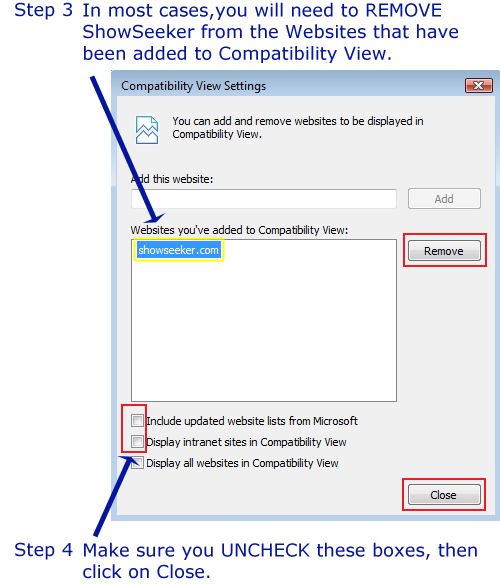 Step 3 In most cases,you will need to REMOVE
ShowSeeker from the Websites that have
been added to Compatibility View.
Compatibility View Settings
You can add and remove websites to be displayed in
Compatibility View.
Add this website:
Add
Websites you've added to Compatibility View:
showseeker.com
Remove
Include updated website lists from Microsoft
Display intranet sites in Compatibility View
Display all websites in Compatibility View
Close
Step 4 Make sure you UNCHECK these boxes, then
click on Close.